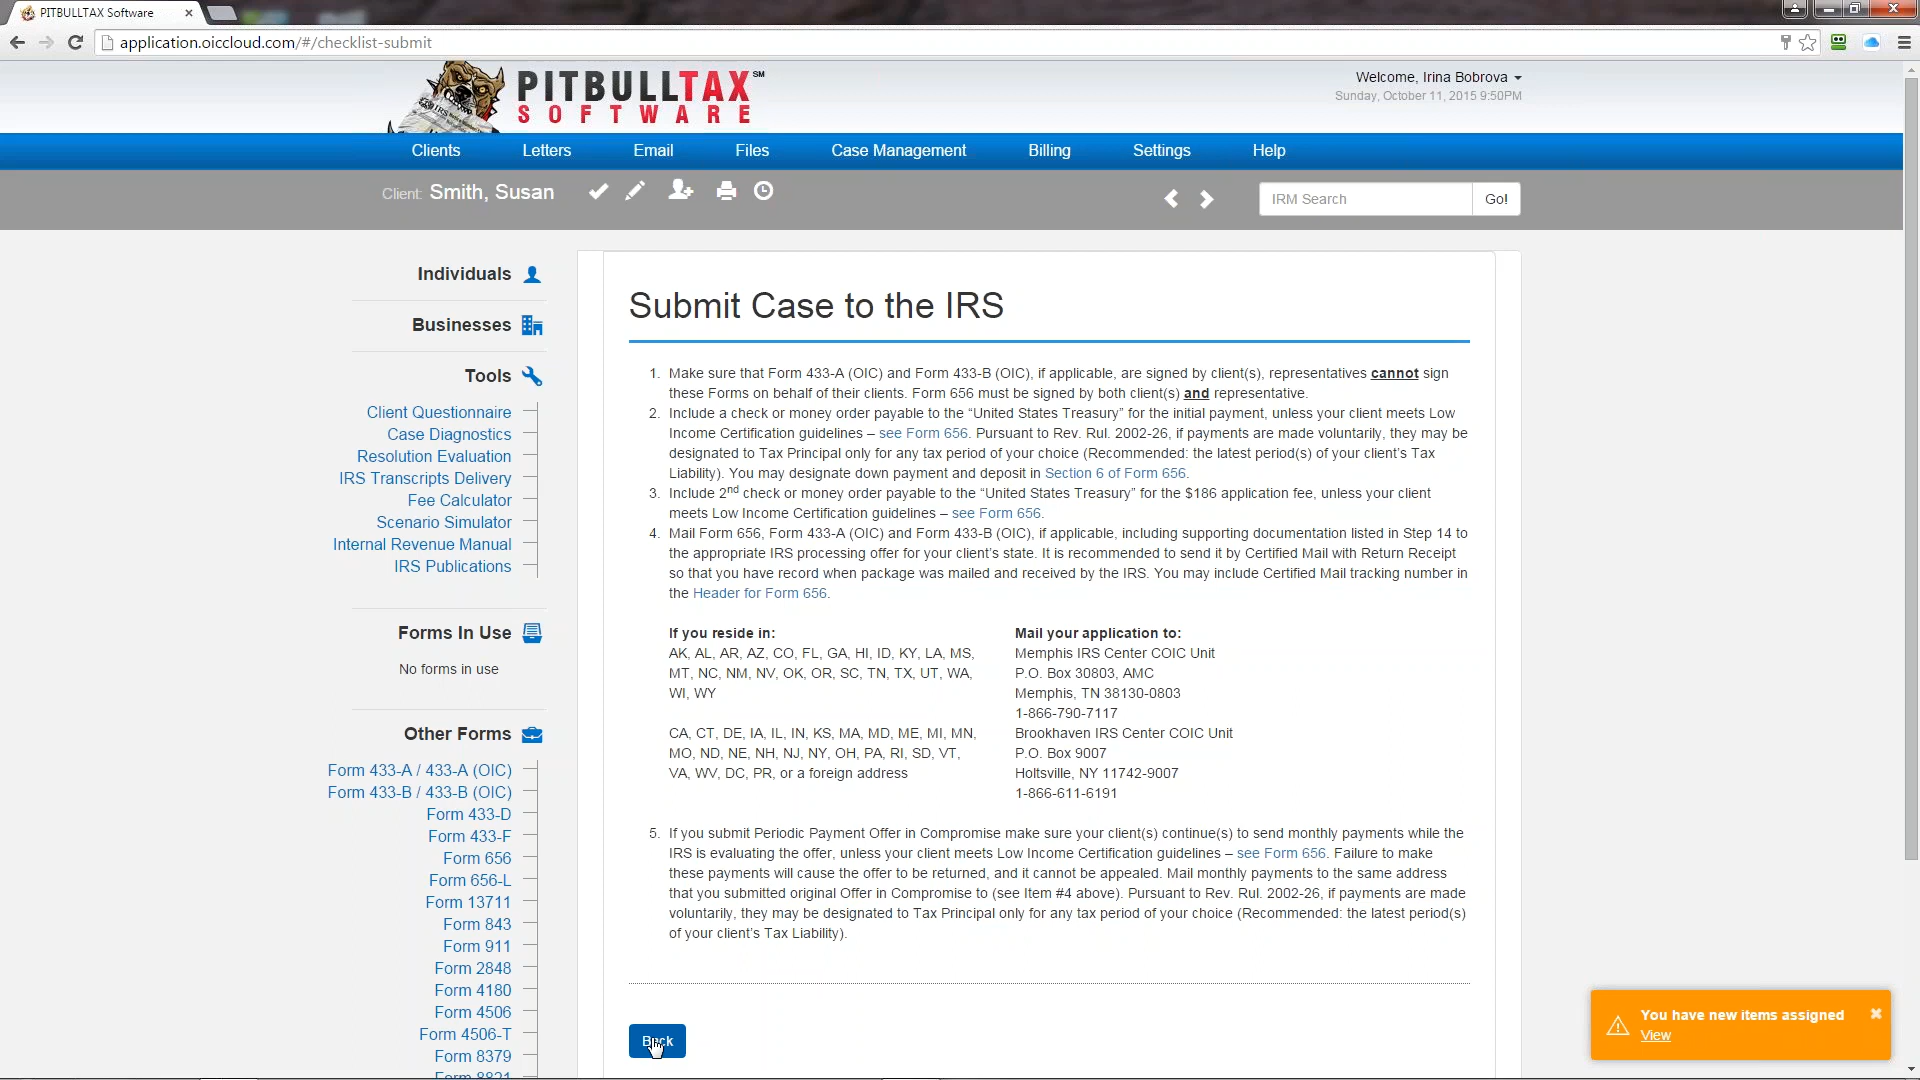 PITBULLTAX Software
application.oiccloud.com/#/checklist-submit
PITBULLTAX SM
SOFTWARE
IRS
Welcome, Irina Bobrova
Sunday, October 11, 2015 9:50PM
Clients Letters Email Files Case Management Billing Settings Help
Client: Smith, Susan
IRM Search Go!
Individuals
Businesses
Tools
Client Questionnaire
Case Diagnostics
Resolution Evaluation
IRS Transcripts Delivery
Fee Calculator
Scenario Simulator
Internal Revenue Manual
IRS Publications
Forms In Use
No forms in use
Other Forms
Form 433-A / 433-A (OIC)
Form 433-B / 433-B (OIC)
Form 433-D
Form 433-F
Form 656
Form 656-L
Form 13711
Form 843
Form 911
Form 2848
Form 4180
Form 4506
Form 4506-T
Form 8379
Form 8821
Submit Case to the IRS
1. Make sure that Form 433-A (OIC) and Form 433-B (OIC), if applicable, are signed by client(s), representatives cannot sign
these Forms on behalf of their clients. Form 656 must be signed by both client(s) and representative.
2. Include a check or money order payable to the “United States Treasury” for the initial payment, unless your client meets Low
Income Certification guidelines – see Form 656. Pursuant to Rev. Rul. 2002-26, if payments are made voluntarily, they may be
designated to Tax Principal only for any tax period of your choice (Recommended: the latest period(s) of your client’s Tax
Liability). You may designate down payment and deposit in Section 6 of Form 656.
3. Include 2nd check or money order payable to the “United States Treasury” for the $186 application fee, unless your client
meets Low Income Certification guidelines – see Form 656.
4. Mail Form 656, Form 433-A (OIC) and Form 433-B (OIC), if applicable, including supporting documentation listed in Step 14 to
the appropriate IRS processing offer for your client’s state. It is recommended to send it by Certified Mail with Return Receipt
so that you have record when package was mailed and received by the IRS. You may include Certified Mail tracking number in
the Header for Form 656.
If you reside in:
AK, AL, AR, AZ, CO, FL, GA, HI, ID, KY, LA, MS,
MT, NC, NM, NV, OK, OR, SC, TN, TX, UT, WA,
WI, WY
CA, CT, DE, IA, IL, IN, KS, MA, MD, ME, MI, MN,
MO, ND, NE, NH, NJ, NY, OH, PA, RI, SD, VT,
VA, WV, DC, PR, or a foreign address
Mail your application to:
Memphis IRS Center COIC Unit
P.O. Box 30803, AMC
Memphis, TN 38130-0803
1-866-790-7117
Brookhaven IRS Center COIC Unit
P.O. Box 9007
Holtsville, NY 11742-9007
1-866-611-6191
5. If you submit Periodic Payment Offer in Compromise make sure your client(s) continue(s) to send monthly payments while the
IRS is evaluating the offer, unless your client meets Low Income Certification guidelines – see Form 656. Failure to make
these payments will cause the offer to be returned, and it cannot be appealed. Mail monthly payments to the same address
that you submitted original Offer in Compromise to (see Item #4 above). Pursuant to Rev. Rul. 2002-26, if payments are made
voluntarily, they may be designated to Tax Principal only for any tax period of your choice (Recommended: the latest period(s)
of your client’s Tax Liability).
Back
You have new items assigned
View